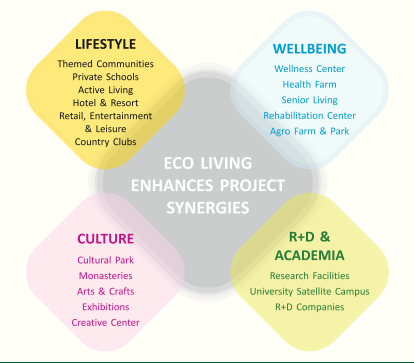 LIFESTYLE
Themed Communities
Private Schools
Active Living
Hotel & Resort
Retail, Entertainment
& Leisure
Country Clubs
WELLBEING
Wellness Center
Health Farm
Senior Living
Rehabilitation Center
Agro Farm & Park
ECO LIVING
ENHANCES PROJECT
SYNERGIES
CULTURE
Cultural Park
Monasteries
Arts & Crafts
Exhibitions
Creative Center
R+D &
ACADEMIA
Research Facilities
University Satellite Campus
R+D Companies